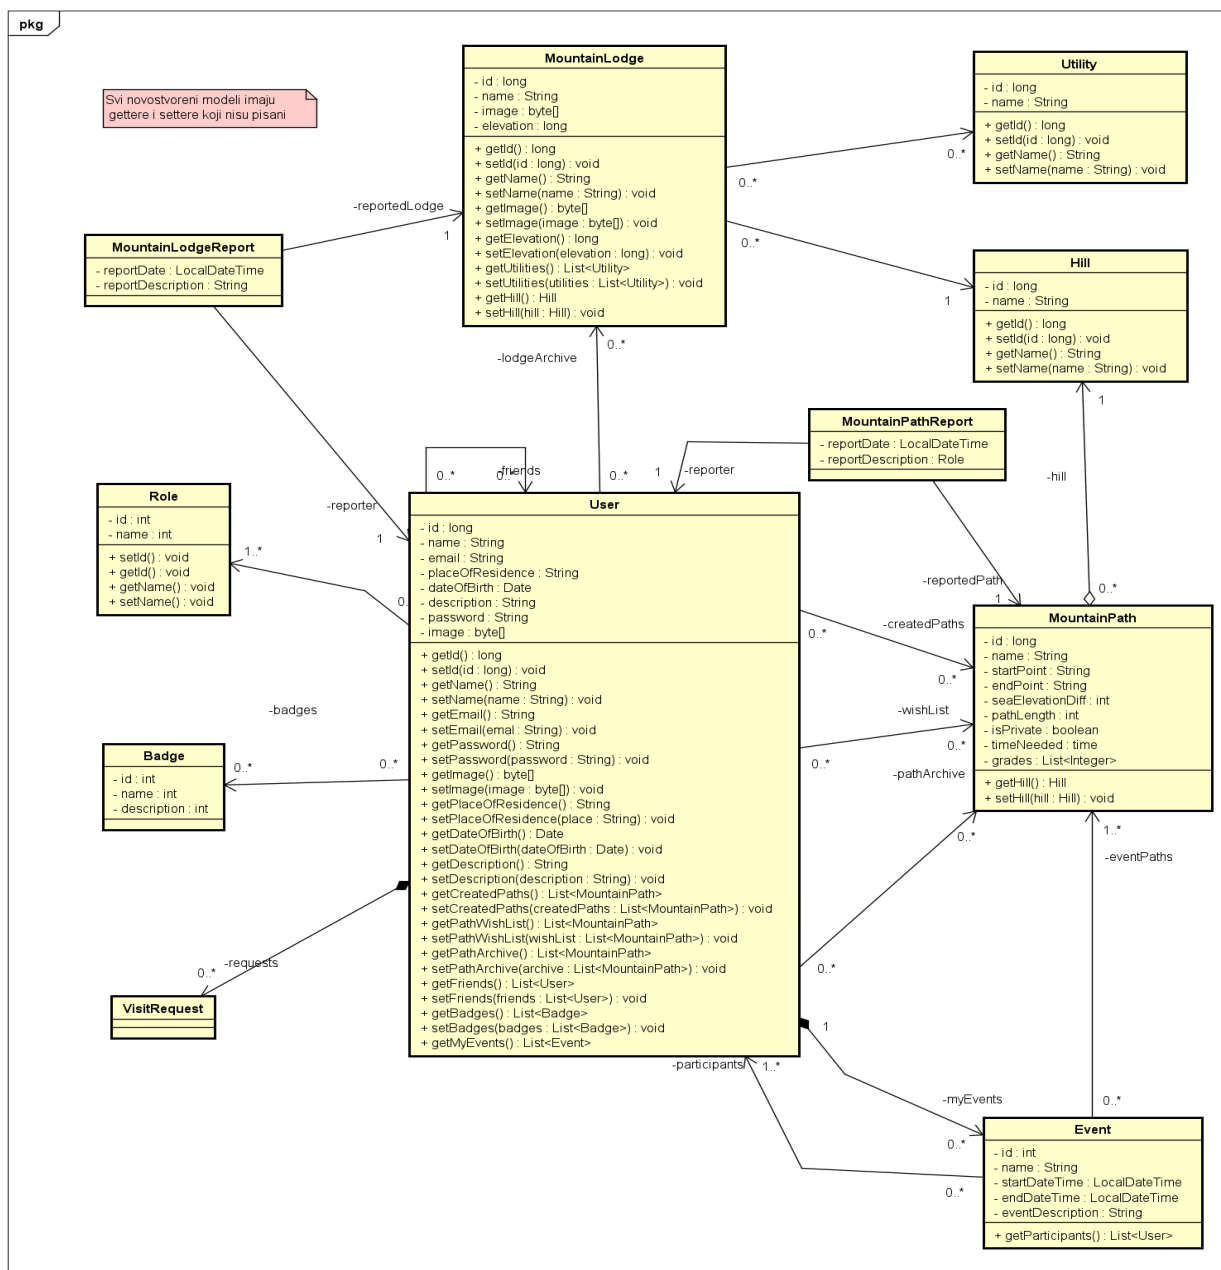 pkg
Svi novostvoreni modeli imaju
gettere i settere koji nisu pisani
MountainLodge
- id : long
- name : String
- image : byte[]
- elevation : long
+ getId() : long
+ setId(id : long) : void
+ getName() : String
+ setName(name : String) : void
+ getImage() : byte[]
+ setImage(image : byte[]) : void
+ getElevation() : long
+ setElevation(elevation : long) : void
+ getUtilities() : List<Utility>
+ setUtilities(utilities : List<Utility>) : void
+ getHill() : Hill
+ setHill(hill : Hill) : void
Utility
- id : long
- name : String
+ getId() : long
+ setId(id : long) : void
+ getName() : String
+ setName(name : String) : void
0..*
0..*
0..*
1
Hill
- id : long
- name : String
+ getId() : long
+ setId(id : long) : void
+ getName() : String
+ setName(name : String) : void
1
-hill
0..*
-reportedLodge
1
MountainLodgeReport
- reportDate : LocalDateTime
- reportDescription : String
-reporter
1
-lodgeArchive
0..*
0..*
0..*
0..*
-friends
MountainPathReport
- reportDate : LocalDateTime
- reportDescription : Role
1
-reporter
-reportedPath
1
Role
- id : int
- name : int
+ setId() : void
+ getId() : void
+ getName() : void
+ setName() : void
1..*
0..
User
- id : long
- name : String
- email : String
- placeOfResidence : String
- dateOfBirth : Date
- description : String
- password : String
- image : byte[]
+ getId() : long
+ setId(id : long) : void
+ getName() : String
+ setName(name : String) : void
+ getEmail() : String
+ setEmail(emal : String) : void
+ getPassword() : String
+ setPassword(password : String) : void
+ getImage() : byte[]
+ setImage(image : byte[]) : void
+ getPlaceOfResidence() : String
+ setPlaceOfResidence(place : String) : void
+ getDateOfBirth() : Date
+ setDateOfBirth(dateOfBirth : Date) : void
+ getDescription() : String
+ setDescription(description : String) : void
+ getCreatedPaths() : List<MountainPath>
+ setCreatedPaths(createdPaths : List<MountainPath>) : void
+ getPathWishList() : List<MountainPath>
+ setPathWishList(wishList : List<MountainPath>) : void
+ getPathArchive() : List<MountainPath>
+ setPathArchive(archive : List<MountainPath>) : void
+ getFriends() : List<User>
+ setFriends(friends : List<User>) : void
+ getBadges() : List<Badge>
+ setBadges(badges : List<Badge>) : void
+ getMyEvents() : List<Event>
-createdPaths
0..*
0..*
-wishList
0..*
0..*
-pathArchive
0..*
0..*
MountainPath
- id : long
- name : String
- startPoint : String
- endPoint : String
- seaElevationDiff : int
- pathLength : int
- isPrivate : boolean
- timeNeeded : time
- grades : List<Integer>
+ getHill() : Hill
+ setHill(hill : Hill) : void
1..*
-eventPaths
0..*
-badges
0..*
0..*
Badge
- id : int
- name : int
- description : int
-requests
0..*
VisitRequest
1
-myEvents
0..*
-participants
1..*
0..*
Event
- id : int
- name : String
- startDateTime : LocalDateTime
- endDateTime : LocalDateTime
- eventDescription : String
+ getParticipants() : List<User>